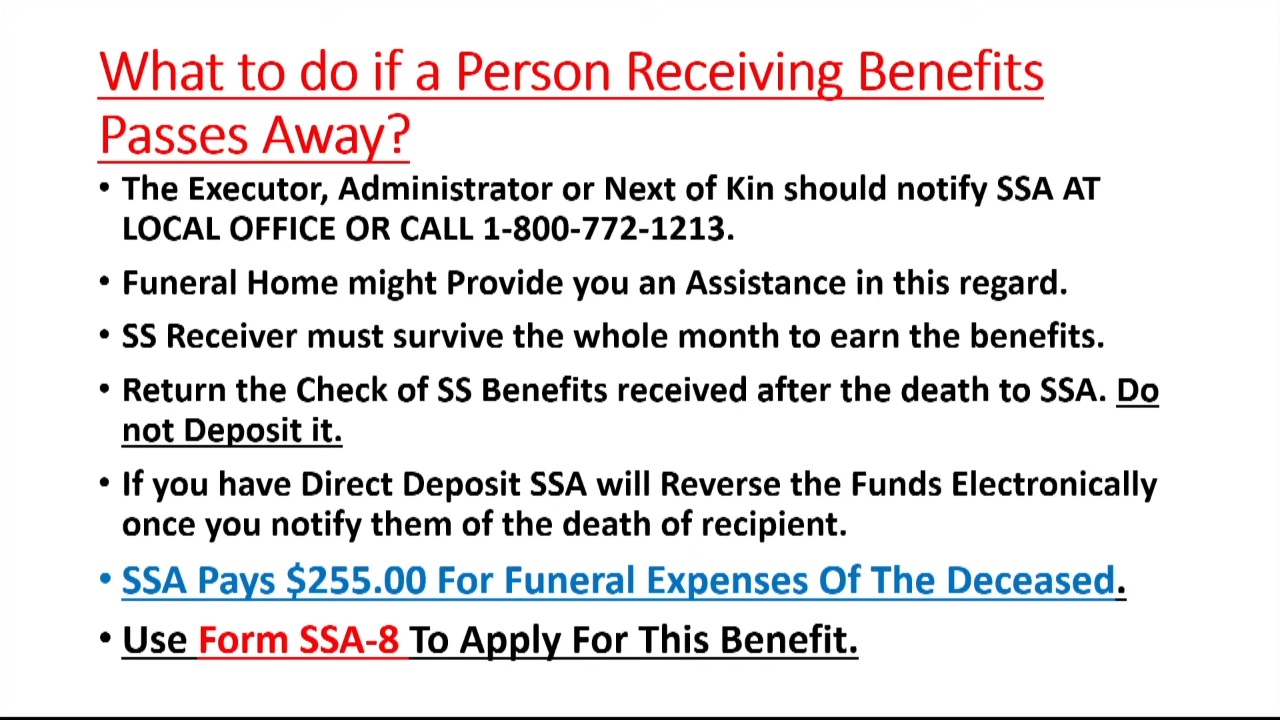 What to do if a Person Receiving Benefits
Passes Away?
• The Executor, Administrator or Next of Kin should notify SSA AT
LOCAL OFFICE OR CALL 1-800-772-1213.
• Funeral Home might Provide you an Assistance in this regard.
• SS Receiver must survive the whole month to earn the benefits.
• Return the Check of SS Benefits received after the death to SSA. Do
not Deposit it.
• If you have Direct Deposit SSA will Reverse the Funds Electronically
once you notify them of the death of recipient.
• SSA Pays $255.00 For Funeral Expenses Of The Deceased.
• Use Form SSA-8 To Apply For This Benefit.